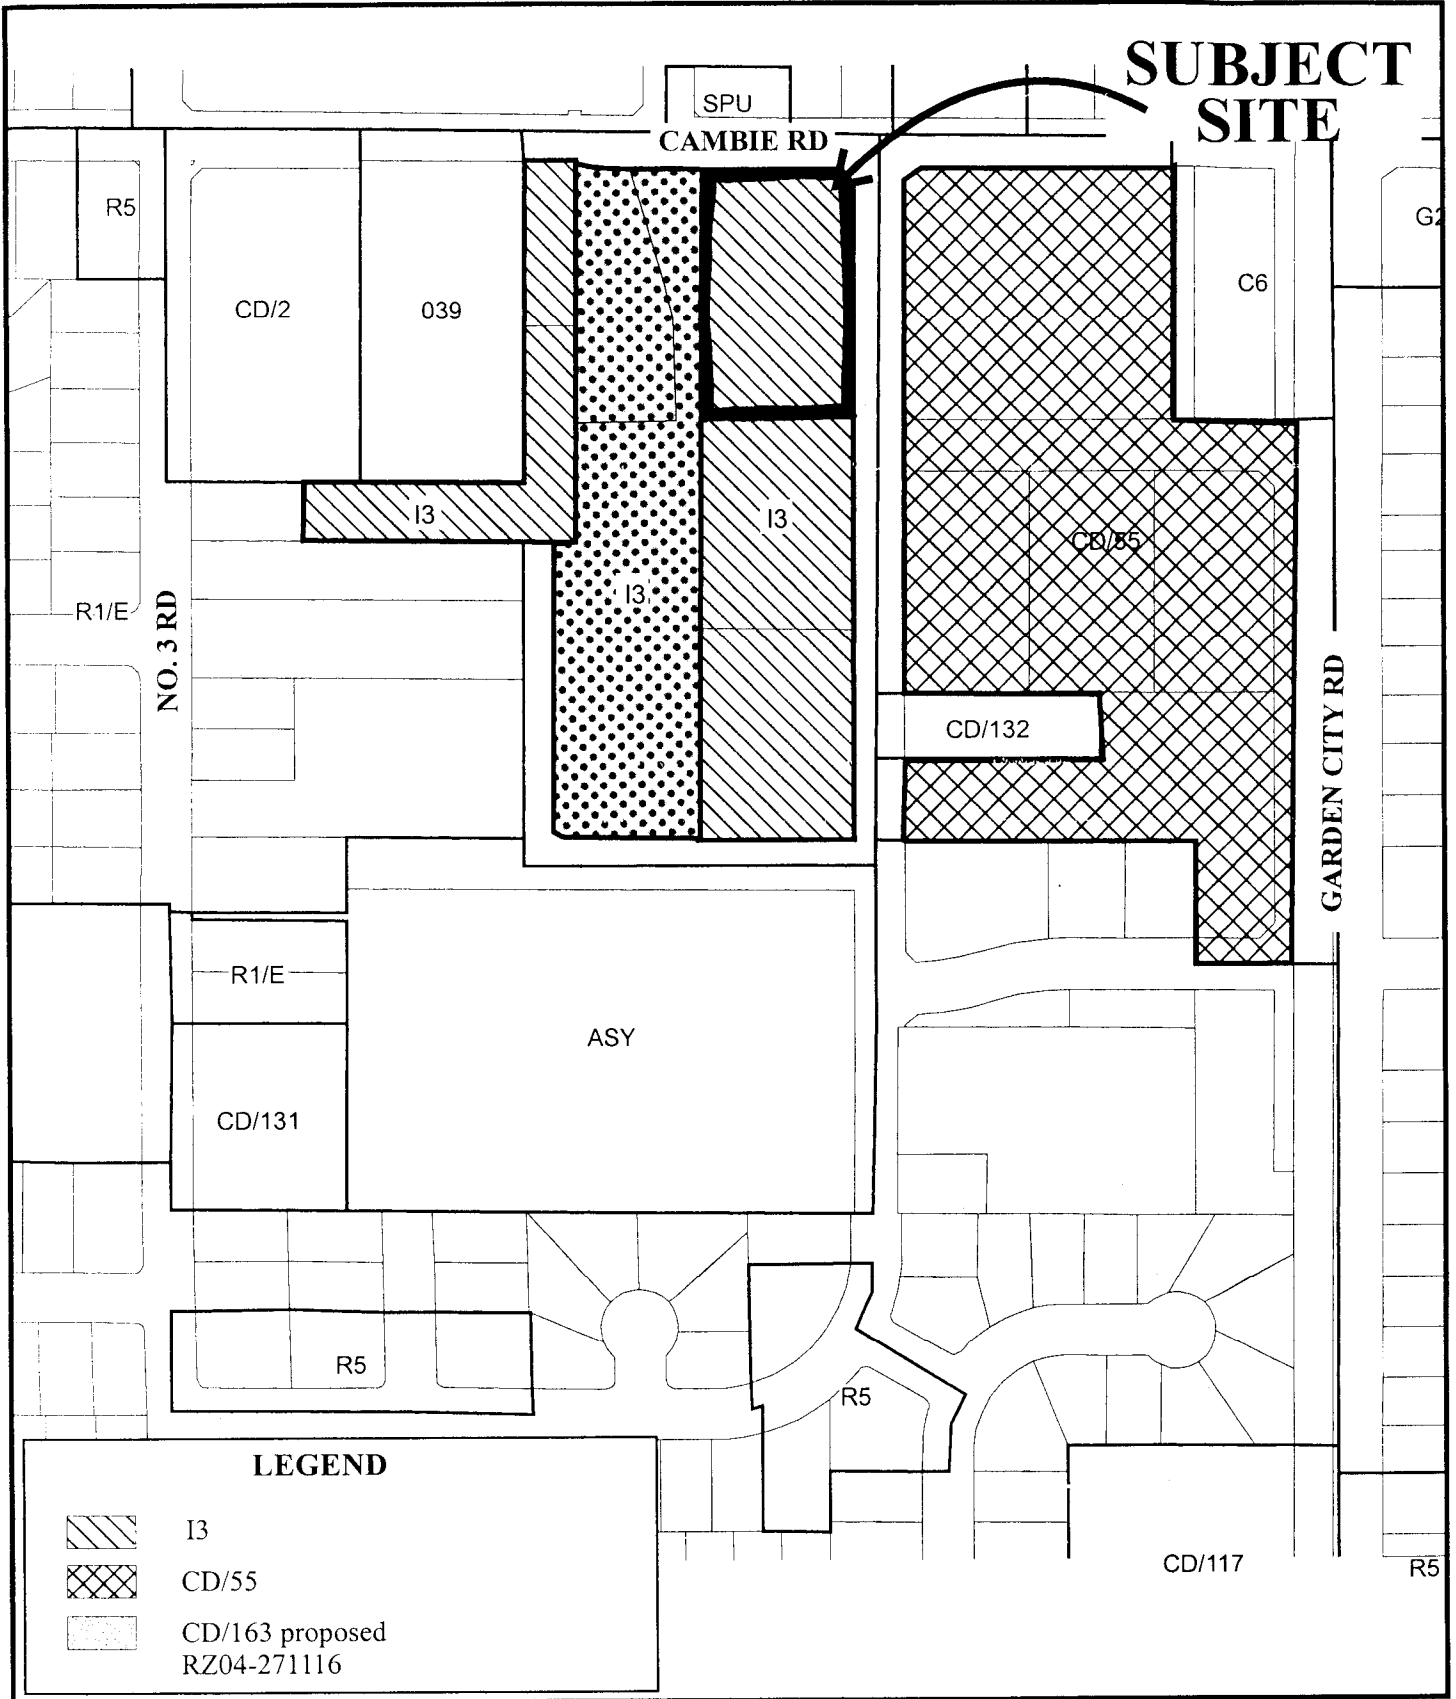 SUBJECT
SITE
SPU
CAMBIE RD
R5
G2
CD/2
039
C6
I3
I3
CD/55
I3
R1/E
NO. 3 RD
CD/132
GARDEN CITY RD
R1/E
ASY
CD/131
R5
R5
CD/117
R5
LEGEND
I3
CD/55
CD/163 proposed
RZ04-271116